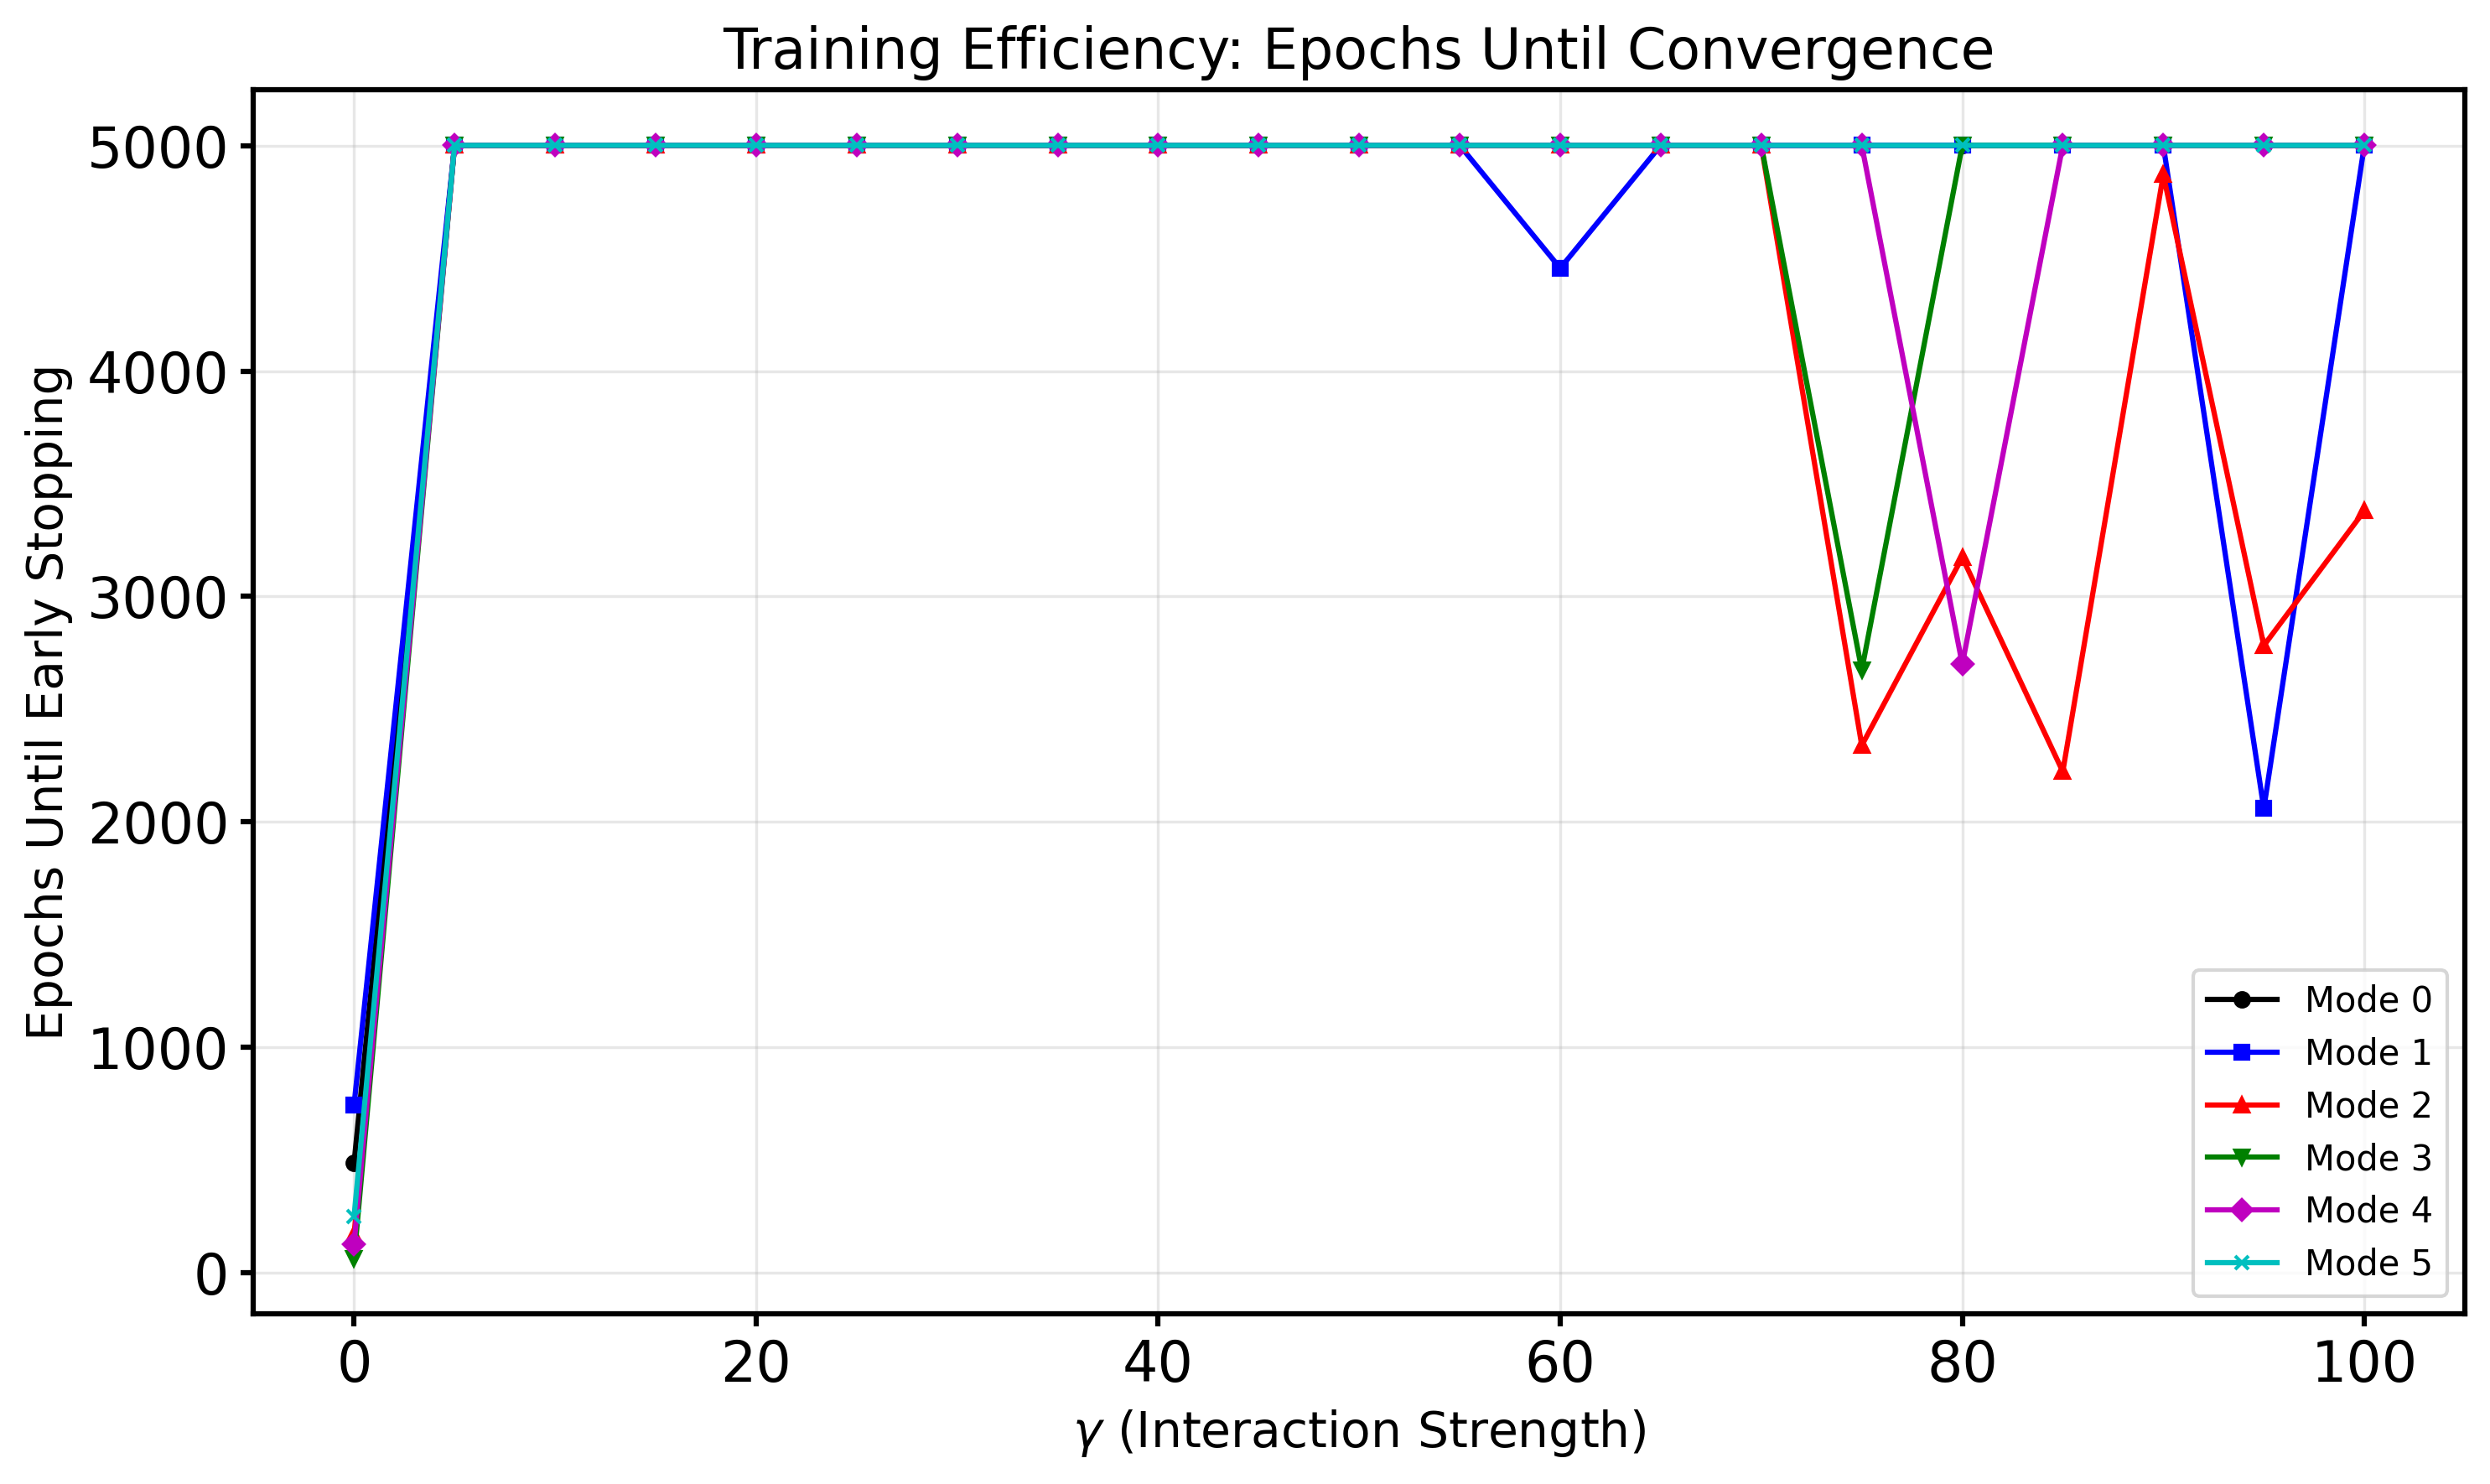 Training Efficiency: Epochs Until Convergence
Epochs Until Early Stopping
5000
4000
3000
2000
1000
0
0 20 40 60 80 100
γ (Interaction Strength)
Mode 0
Mode 1
Mode 2
Mode 3
Mode 4
Mode 5